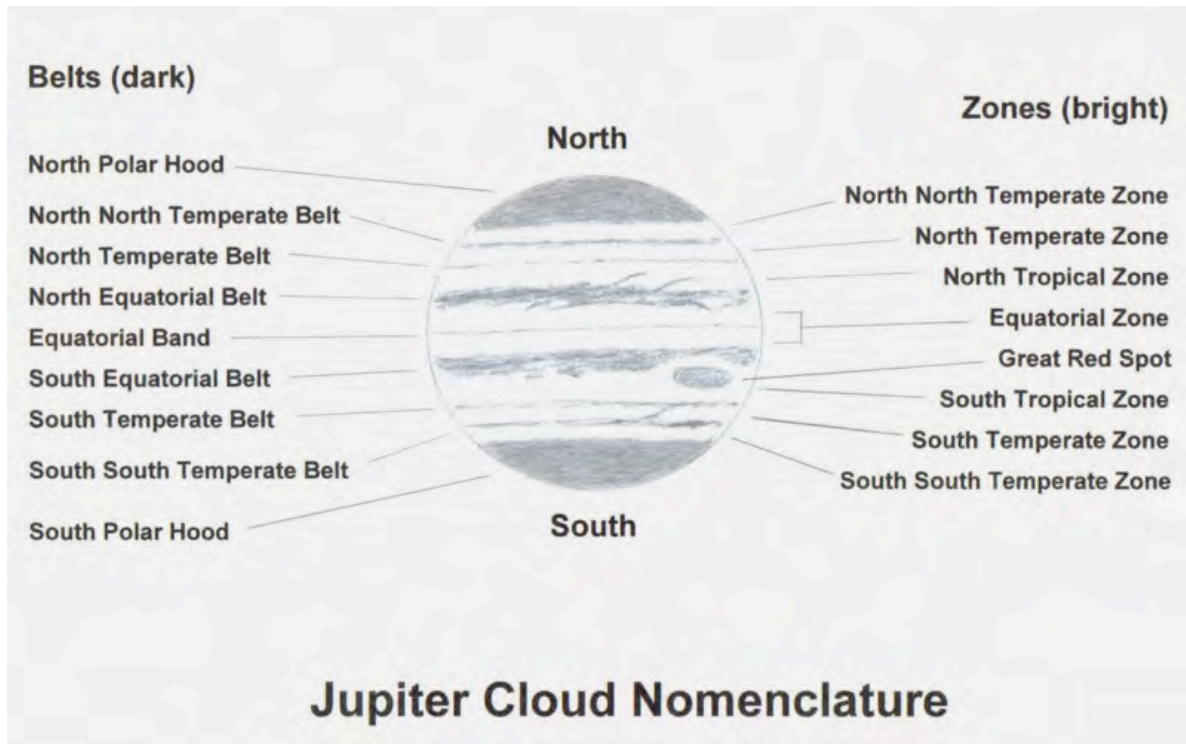 Belts (dark)
Zones (bright)
North
North Polar Hood
North North Temperate Belt
North Temperate Belt
North Equatorial Belt
Equatorial Band
South Equatorial Belt
South Temperate Belt
South South Temperate Belt
South Polar Hood
North North Temperate Zone
North Temperate Zone
North Tropical Zone
Equatorial Zone
Great Red Spot
South Tropical Zone
South Temperate Zone
South South Temperate Zone
South
Jupiter Cloud Nomenclature